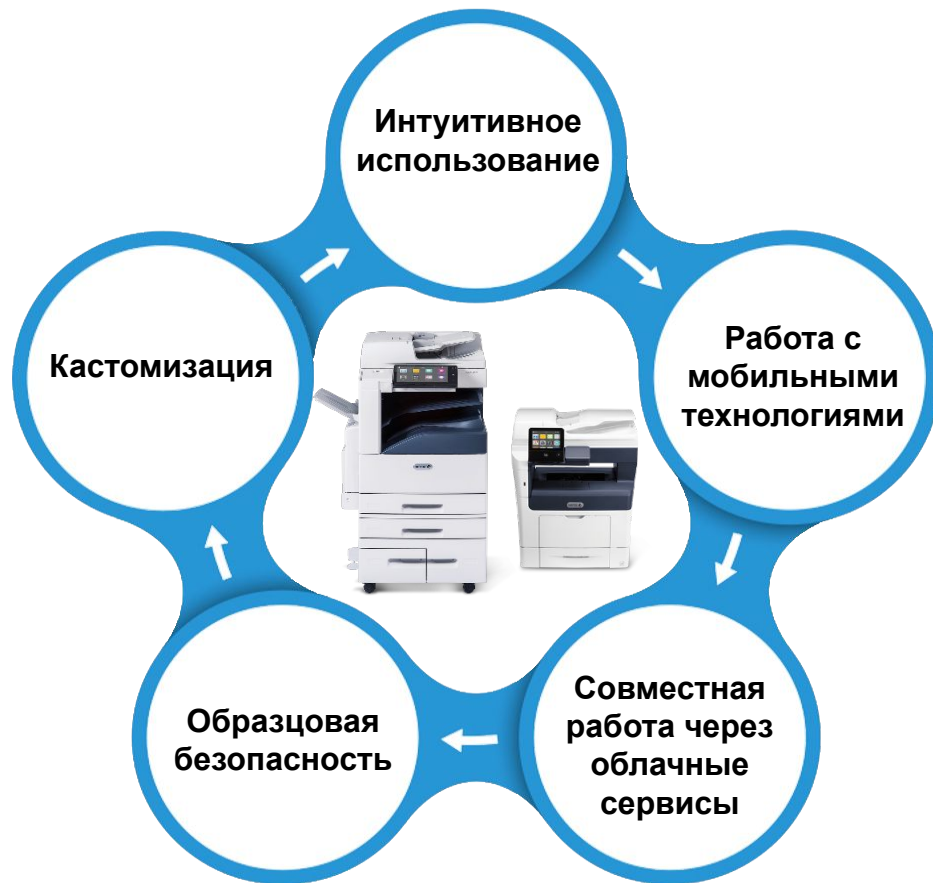 Интуитивное
использование
Работа с
мобильными
технологиями
Совместная
работа через
облачные
сервисы
Образцовая
безопасность
Кастомизация